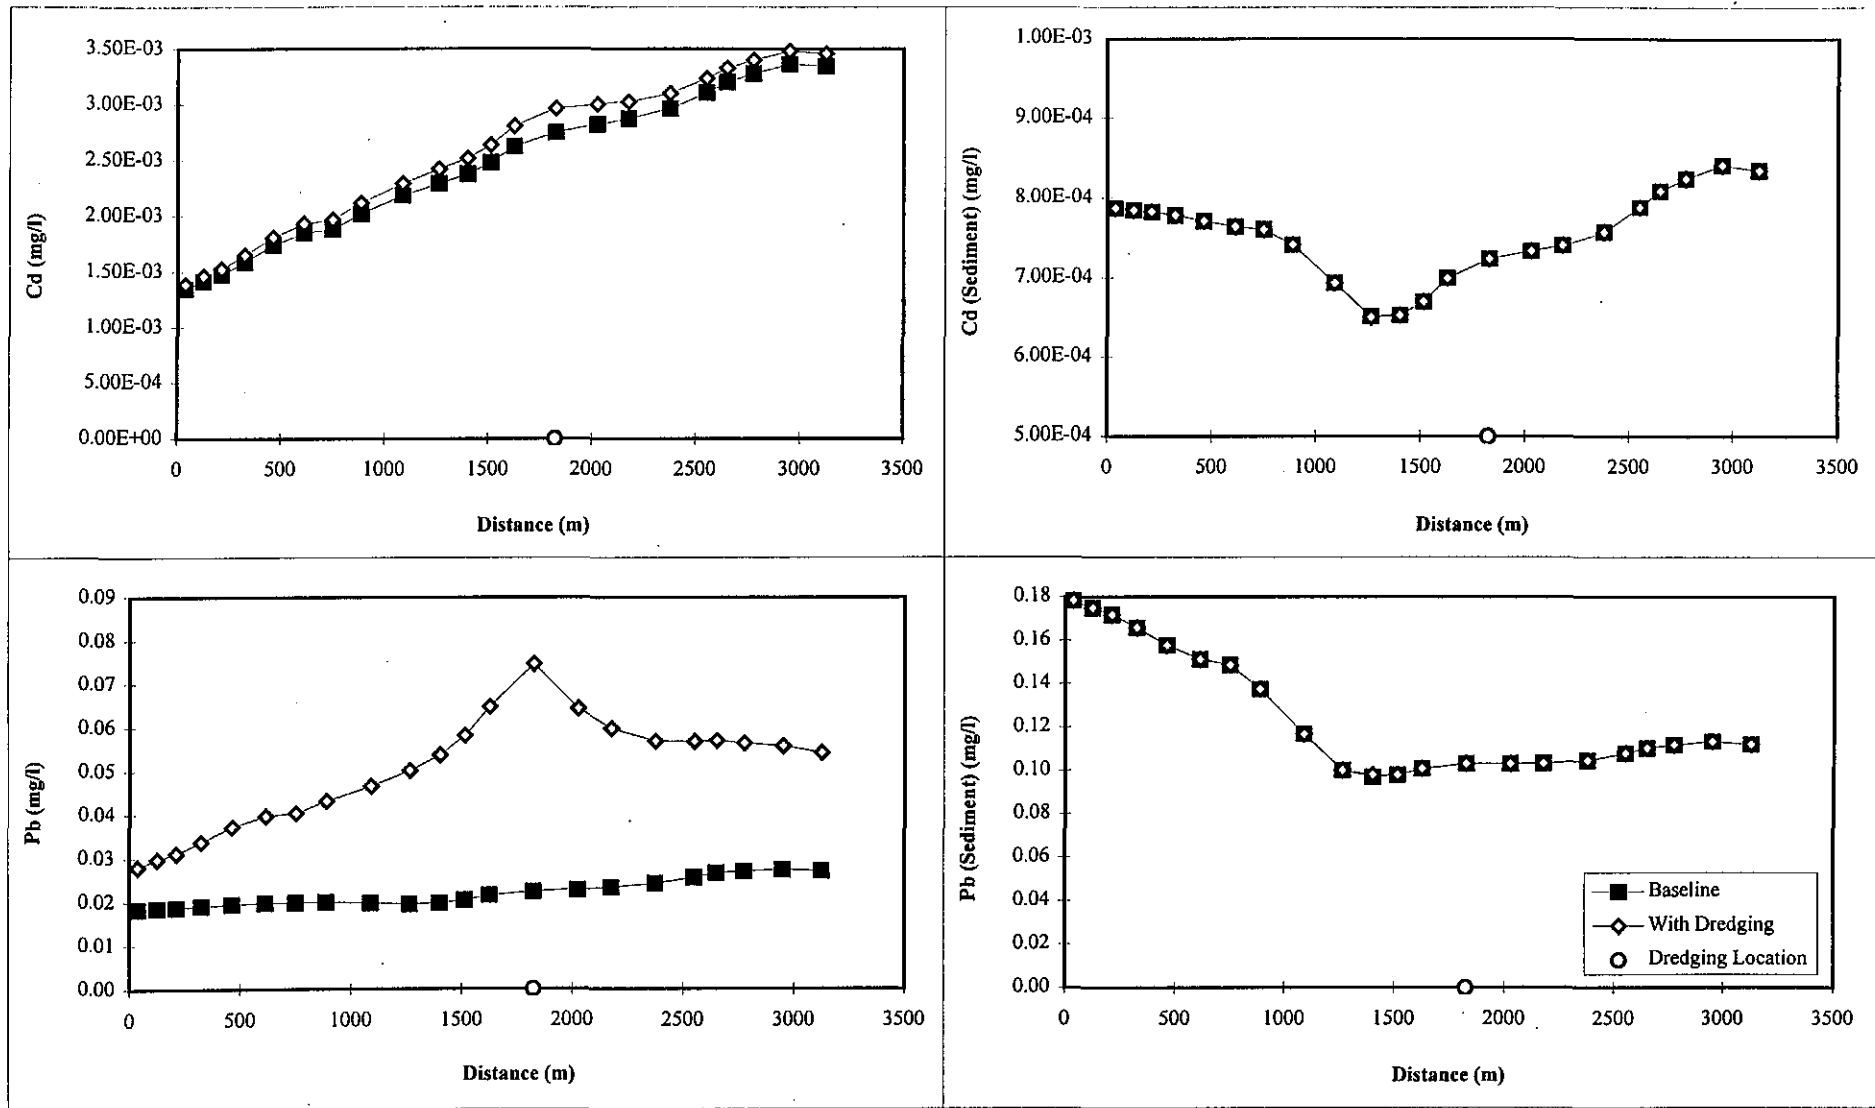 3.50E-03
3.00E-03
2.50E-03
2.00E-03
1.50E-03
1.00E-03
5.00E-04
0.00E+00
Cd (mg/l)
0 500 1000 1500 2000 2500 3000 3500
Distance (m)
1.00E-03
9.00E-04
8.00E-04
7.00E-04
6.00E-04
5.00E-04
Cd (Sediment) (mg/l)
0 500 1000 1500 2000 2500 3000 3500
Distance (m)
0.09
0.08
0.07
0.06
0.05
0.04
0.03
0.02
0.01
0.00
Pb (mg/l)
0 500 1000 1500 2000 2500 3000 3500
Distance (m)
0.18
0.16
0.14
0.12
0.10
0.08
0.06
0.04
0.02
0.00
Pb (Sediment) (mg/l)
0 500 1000 1500 2000 2500 3000 3500
Distance (m)
Baseline
With Dredging
Dredging Location